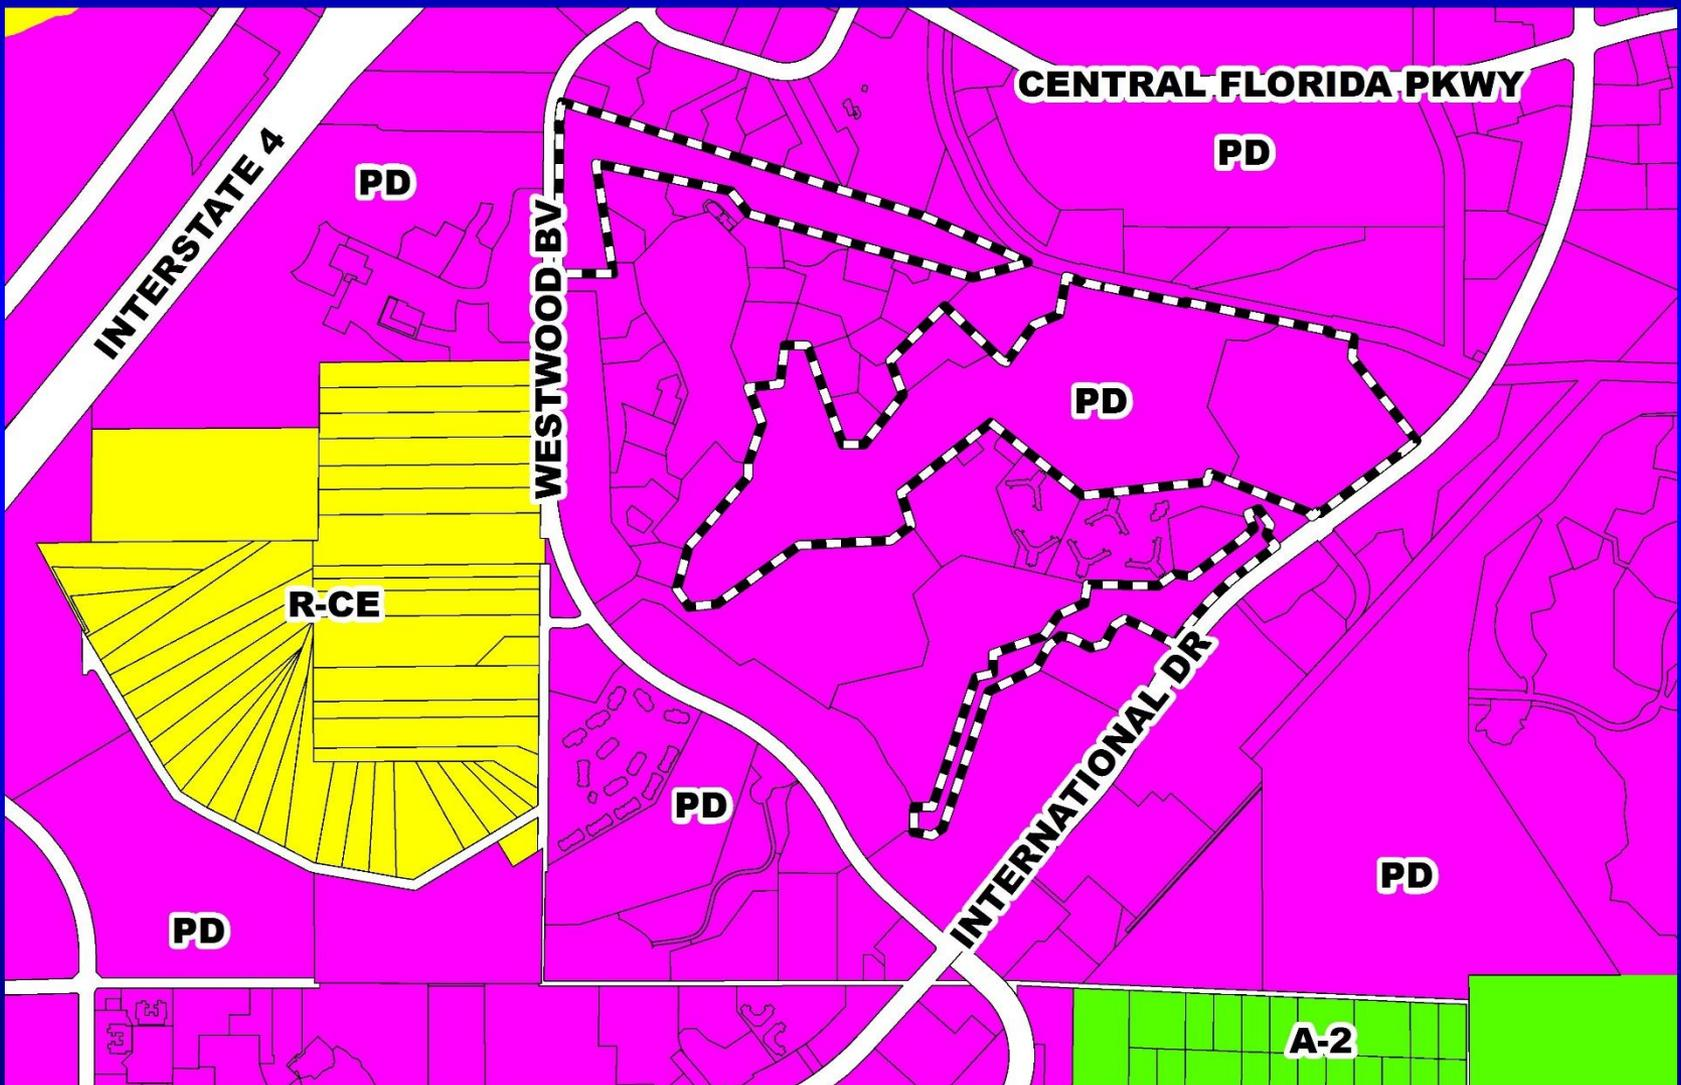 CENTRAL FLORIDA PKWY
PD
PD
INTERSTATE 4
WESTWOOD BV
PD
R-CE
INTERNATIONAL DR
PD
PD
PD
A-2